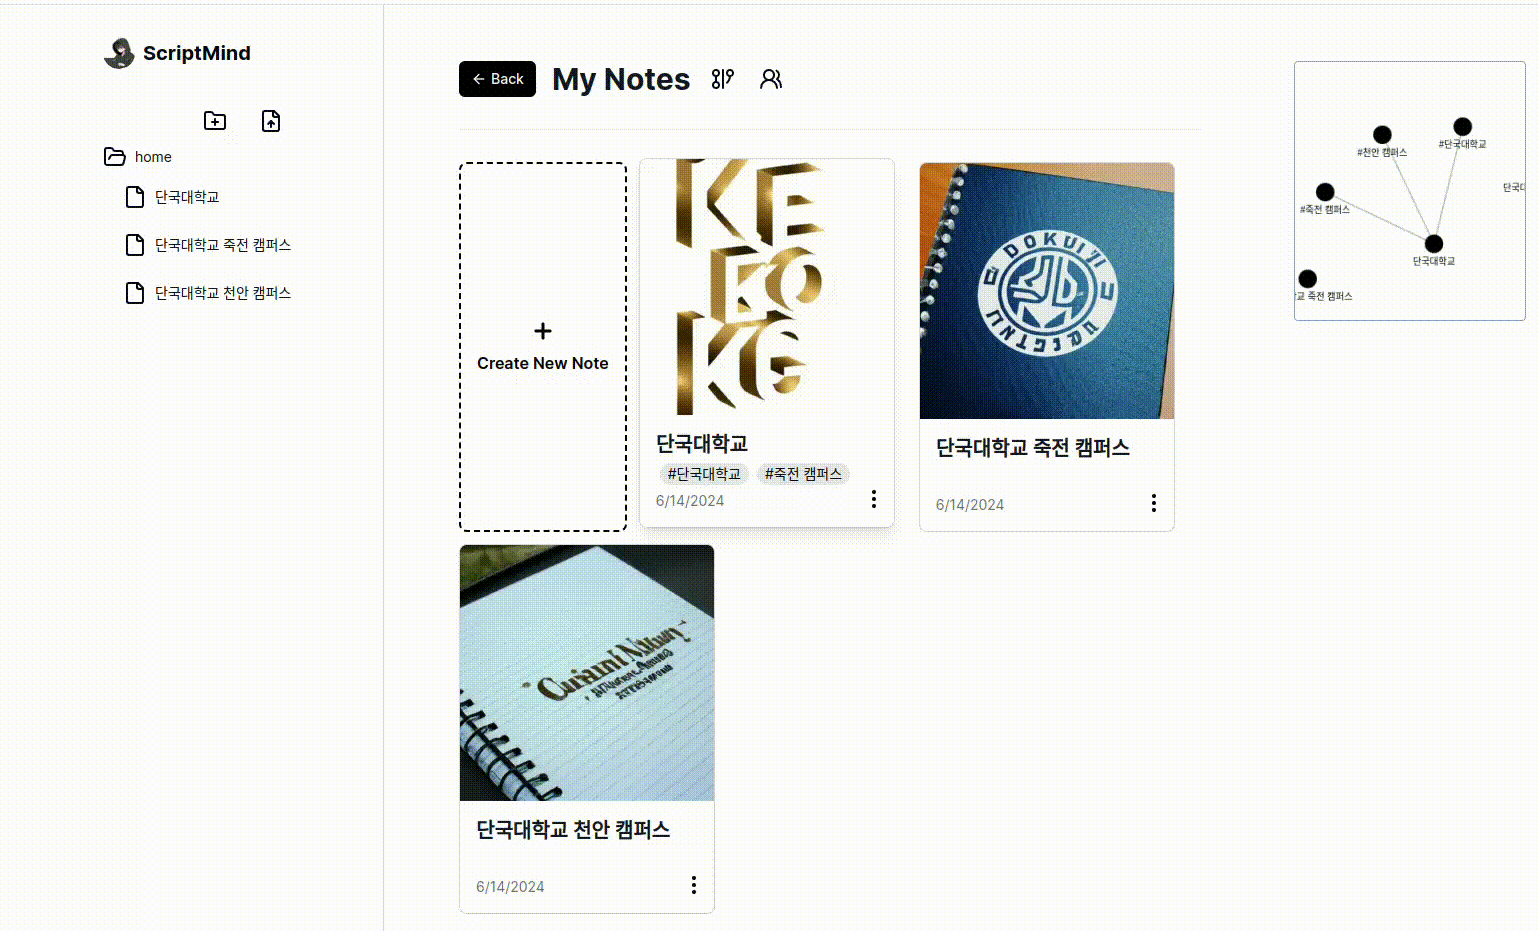 ScriptMind
home
단국대학교
단국대학교 죽전 캠퍼스
단국대학교 천안 캠퍼스
Back
My Notes
Create New Note
KE
EO
KG
단국대학교
#단국대학교 #죽전 캠퍼스
6/14/2024
단국대학교 죽전 캠퍼스
6/14/2024
단국대학교 천안 캠퍼스
6/14/2024
#천안 캠퍼스
#단국대학교
단국대
#죽전 캠퍼스
단국대학교
교 죽전 캠퍼스